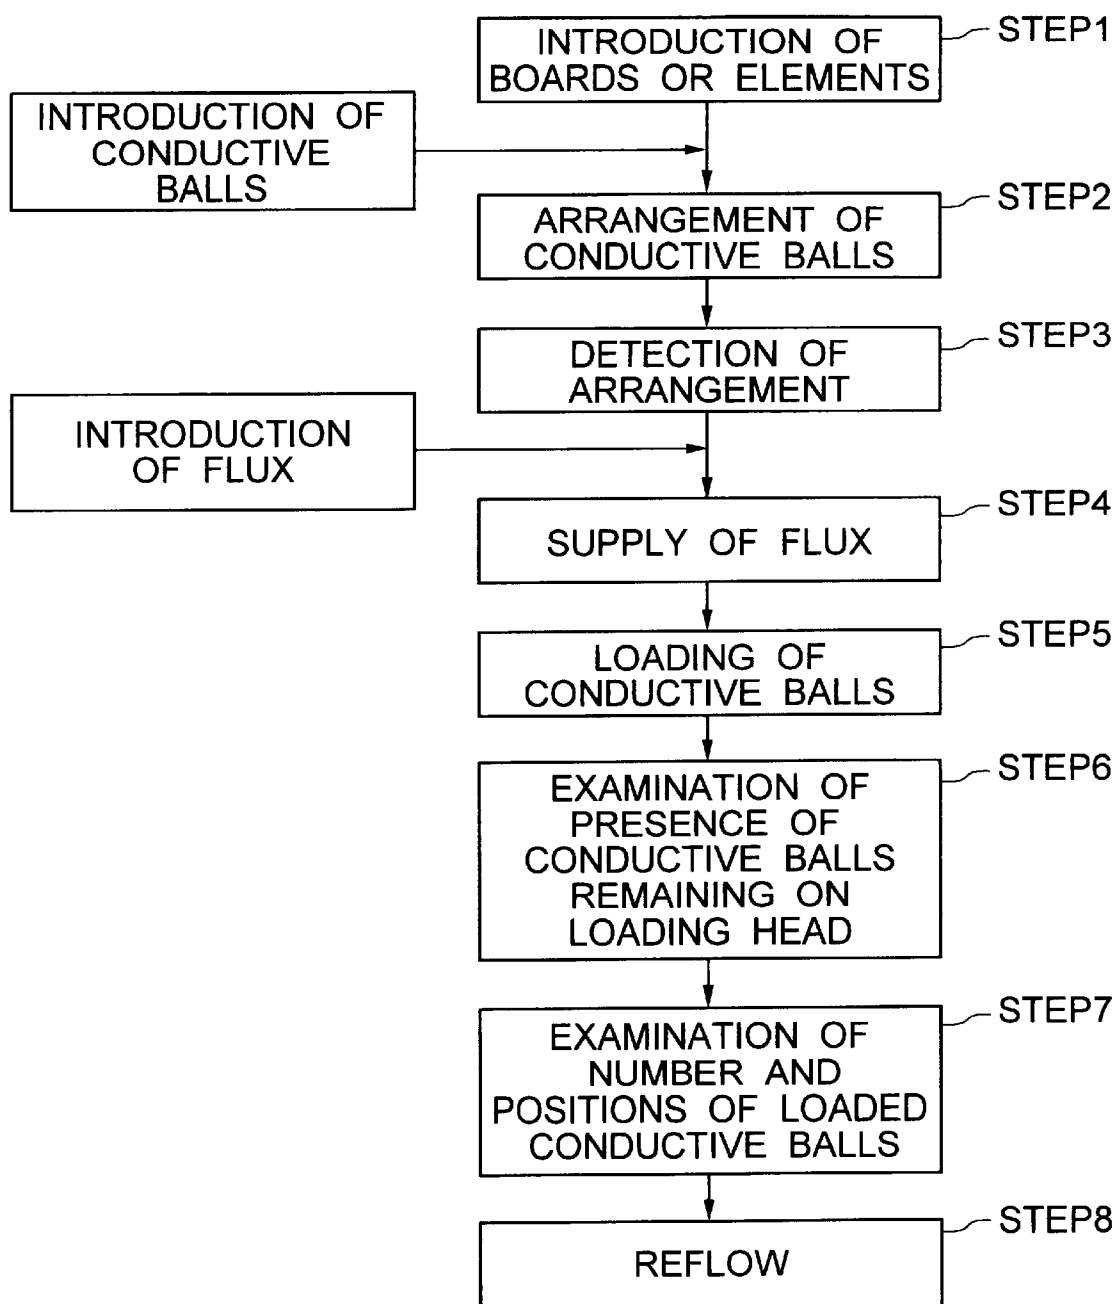 STEP1
INTRODUCTION OF
BOARDS OR ELEMENTS
INTRODUCTION OF
CONDUCTIVE
BALLS
STEP2
ARRANGEMENT OF
CONDUCTIVE BALLS
STEP3
DETECTION OF
ARRANGEMENT
INTRODUCTION
OF FLUX
STEP4
SUPPLY OF FLUX
STEP5
LOADING OF
CONDUCTIVE BALLS
STEP6
EXAMINATION OF
PRESENCE OF
CONDUCTIVE BALLS
REMAINING ON
LOADING HEAD
STEP7
EXAMINATION OF
NUMBER AND
POSITIONS OF LOADED
CONDUCTIVE BALLS
STEP8
REFLOW